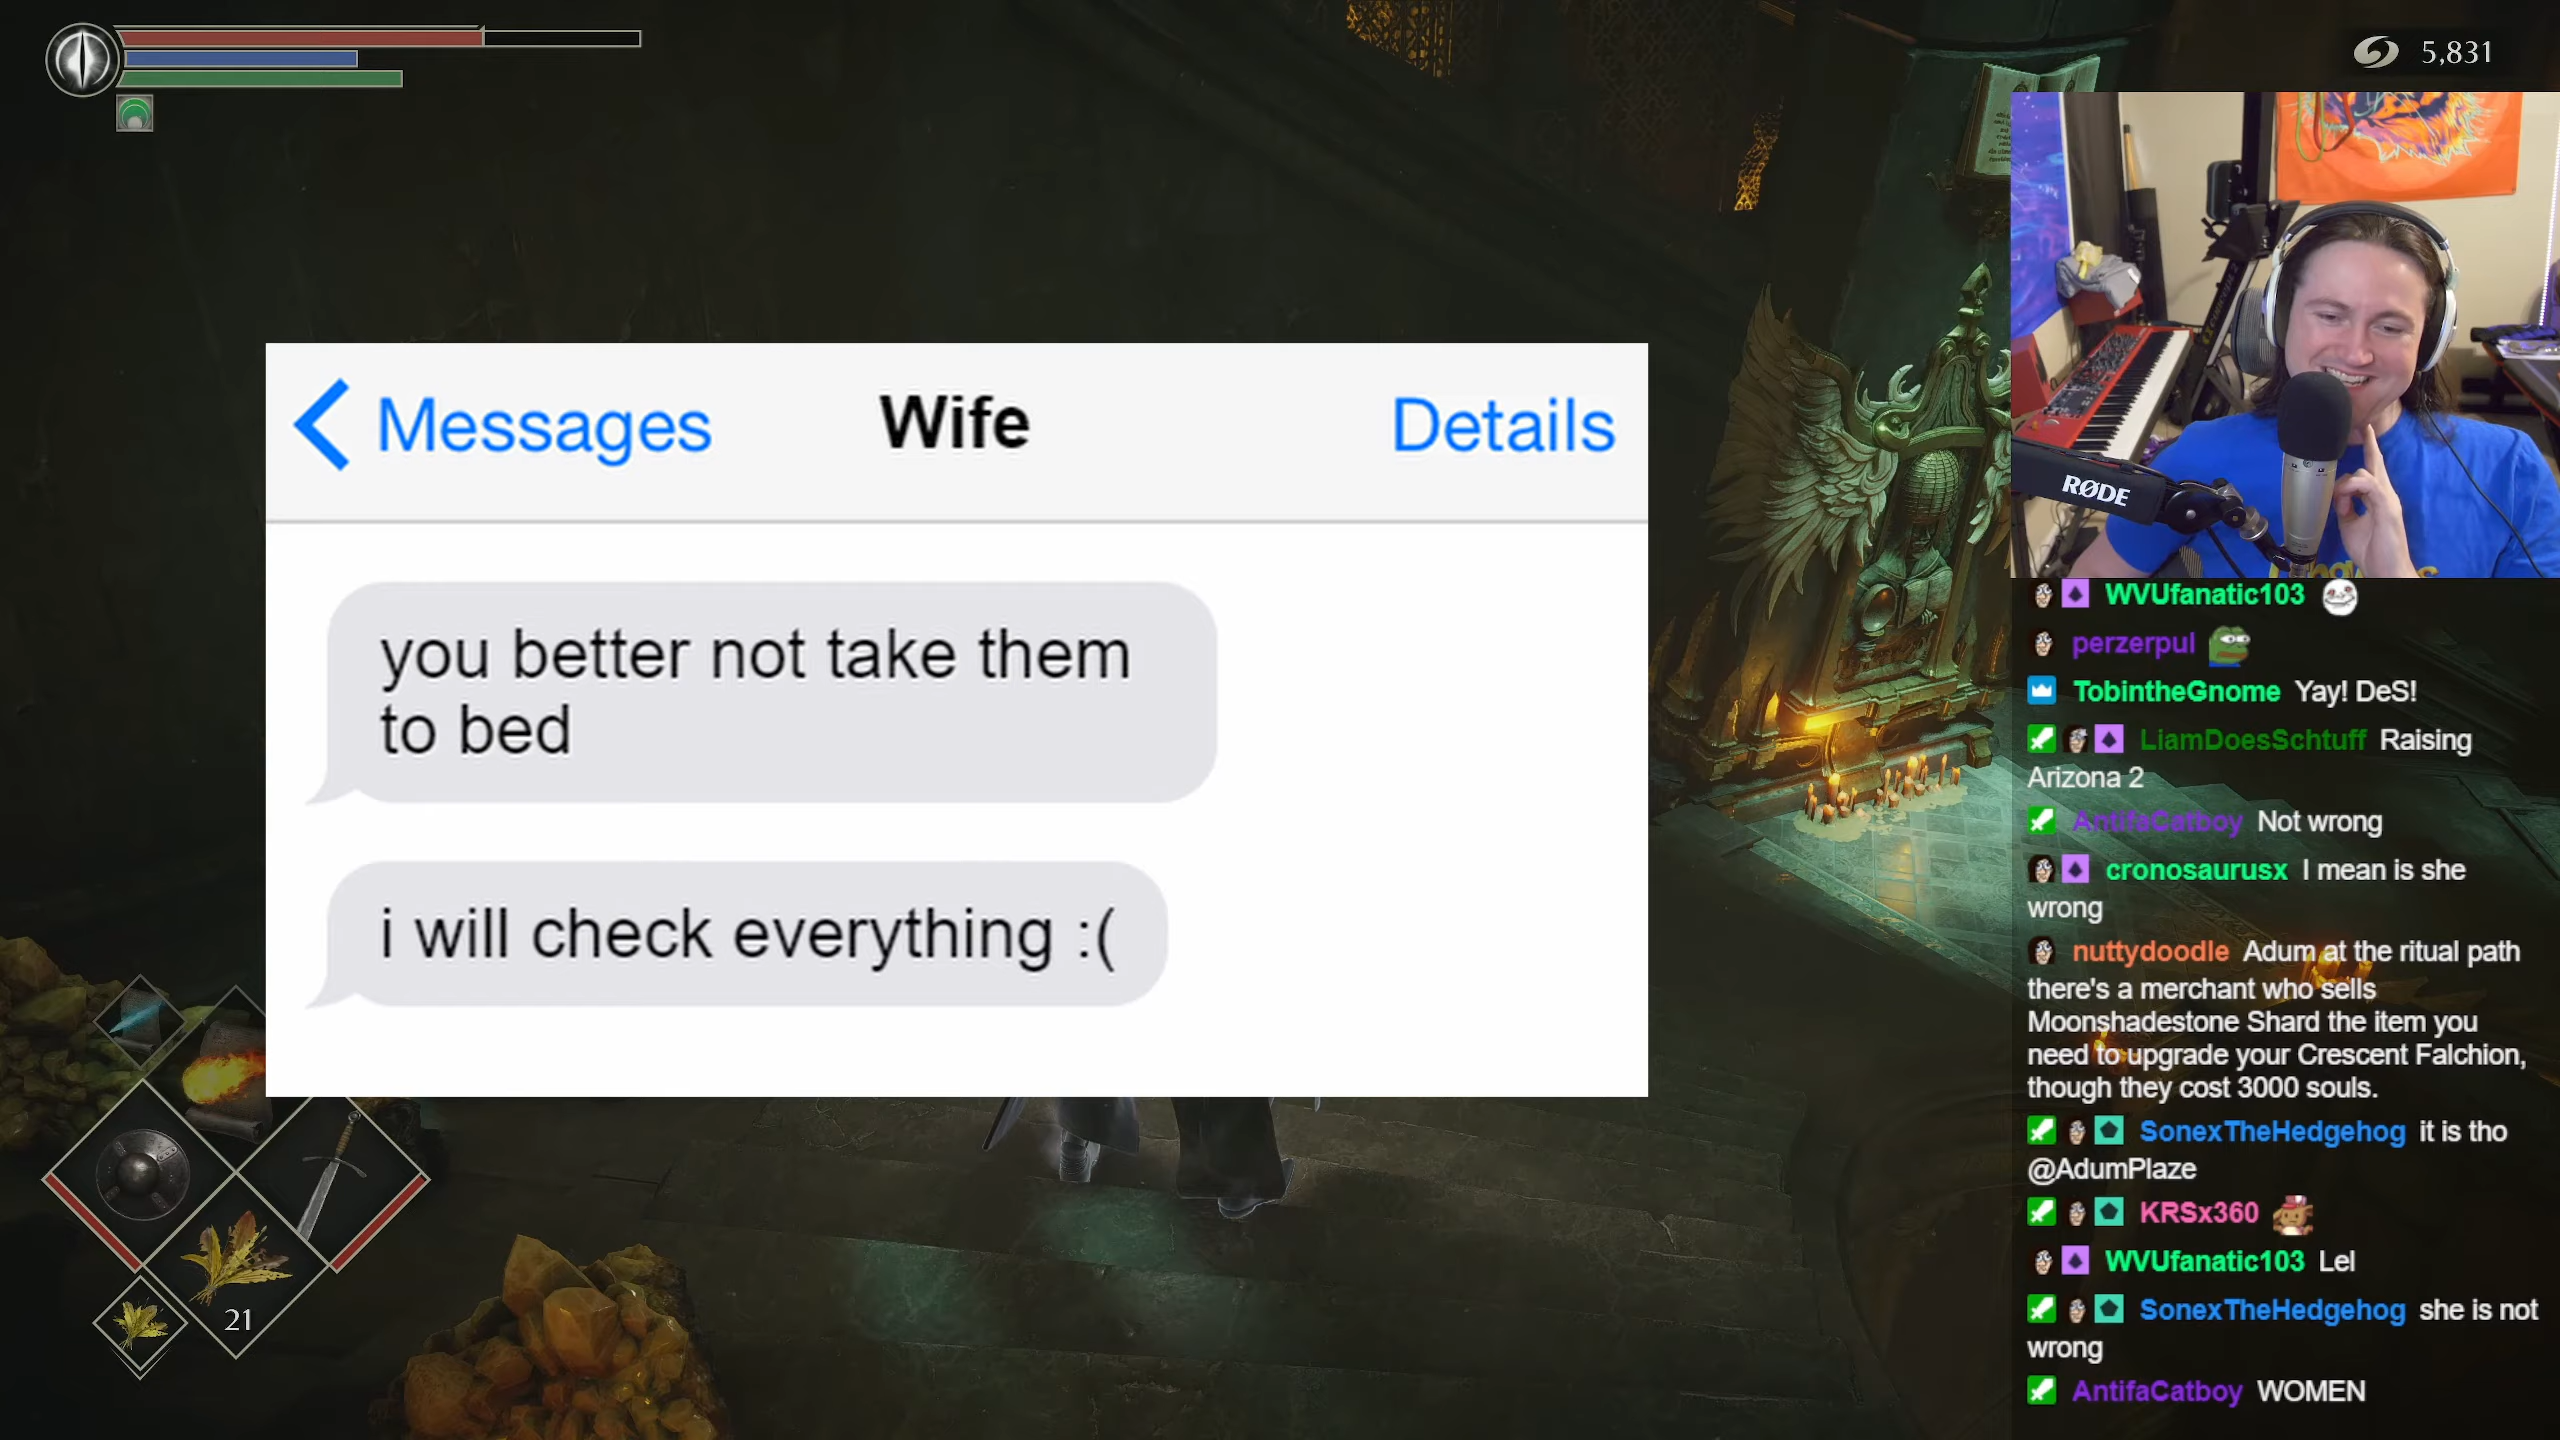 5,831
Messages
Wife
Details
you better not take them
to bed
i will check everything :(
21
RØDE
WVUfanatic103
perzerpul
TobintheGnome Yay! DeS!
LiamDoesSchtuff Raising
Arizona 2
AntifaCatboy Not wrong
cronosaurusx I mean is she
wrong
nuttydoodle Adum at the ritual path
there's a merchant who sells
Moonshadestone Shard the item you
need to upgrade your Crescent Falchion,
though they cost 3000 souls.
SonexTheHedgehog it is tho
@AdumPlaze
KRSx360
WVUfanatic103 Lel
SonexTheHedgehog she is not
wrong
AntifaCatboy WOMEN